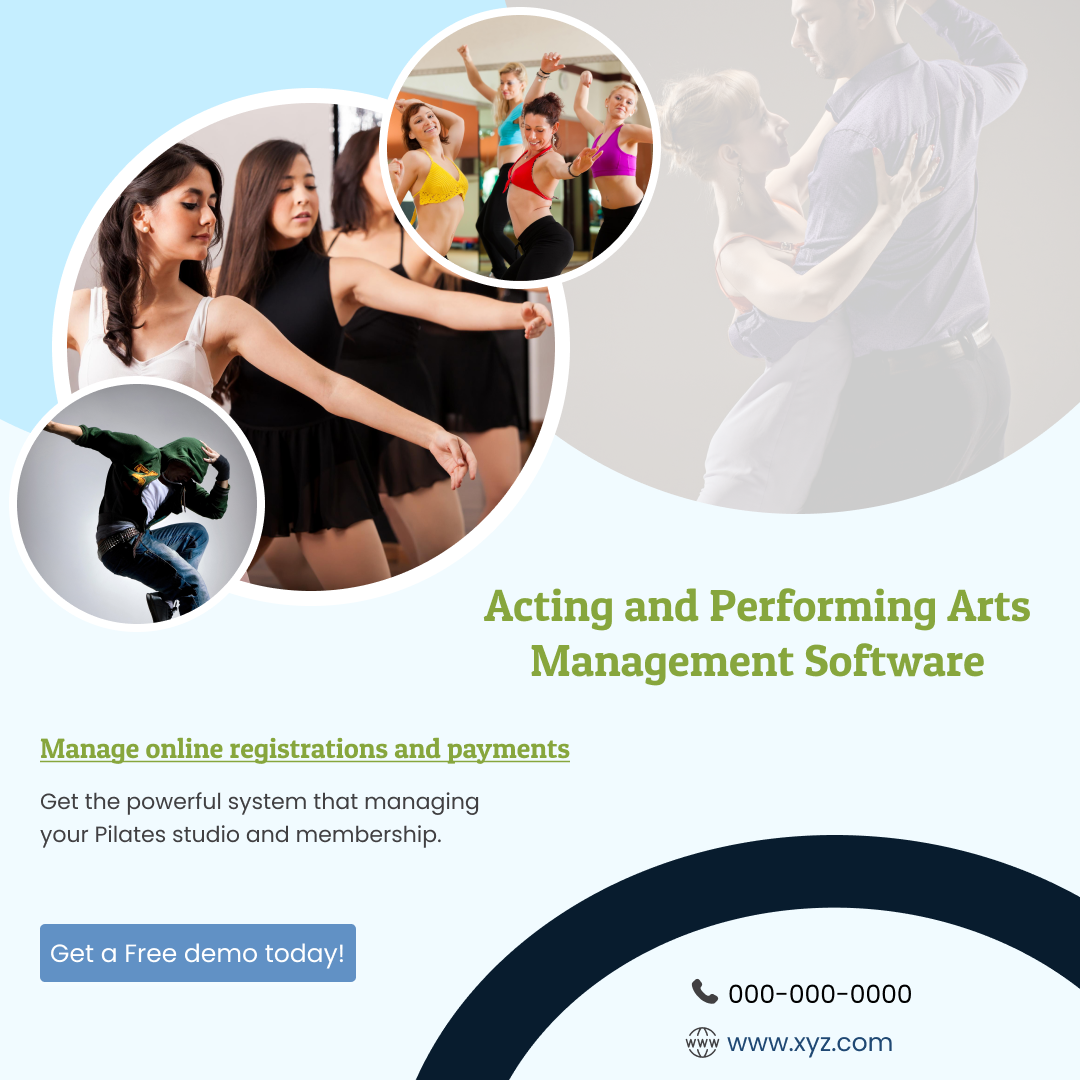 Acting and Performing Arts
Management Software
Manage online registrations and payments
Get the powerful system that managing
your Pilates studio and membership.
Get a Free demo today!
000-000-0000
www www.xyz.com